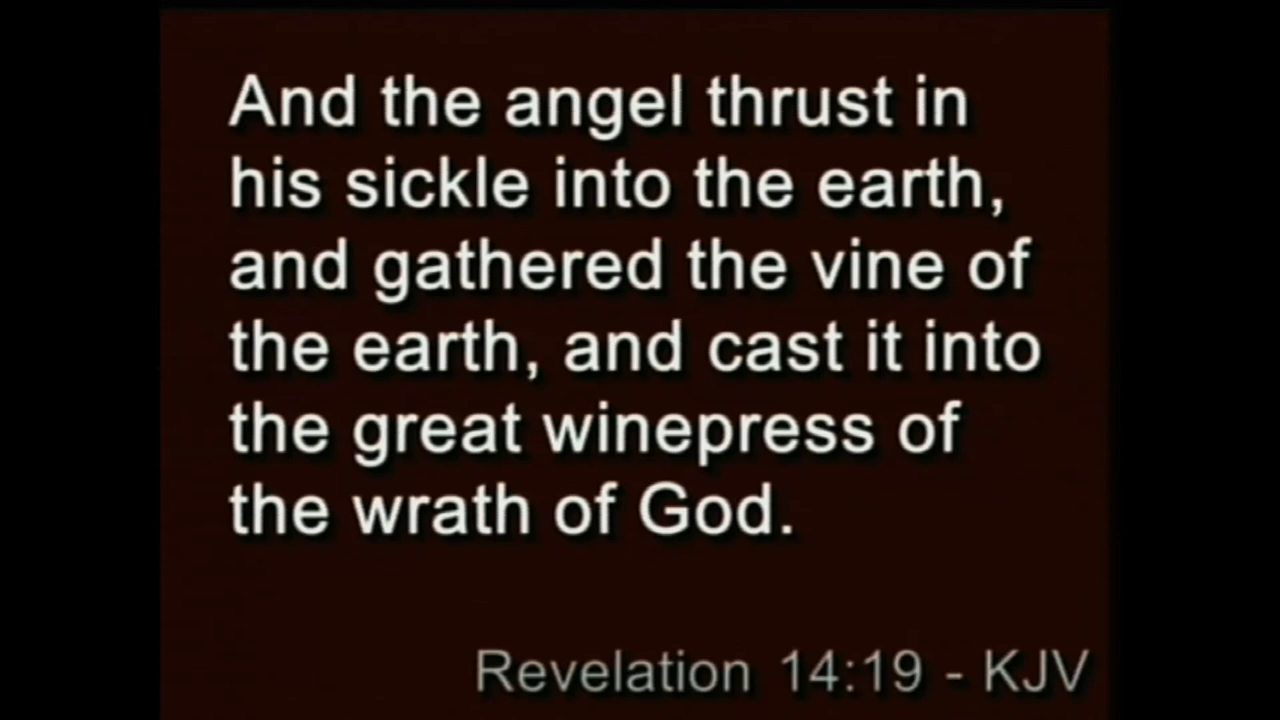 And the angel thrust in
his sickle into the earth,
and gathered the vine of
the earth, and cast it into
the great winepress of
the wrath of God.
Revelation 14:19 - KJV